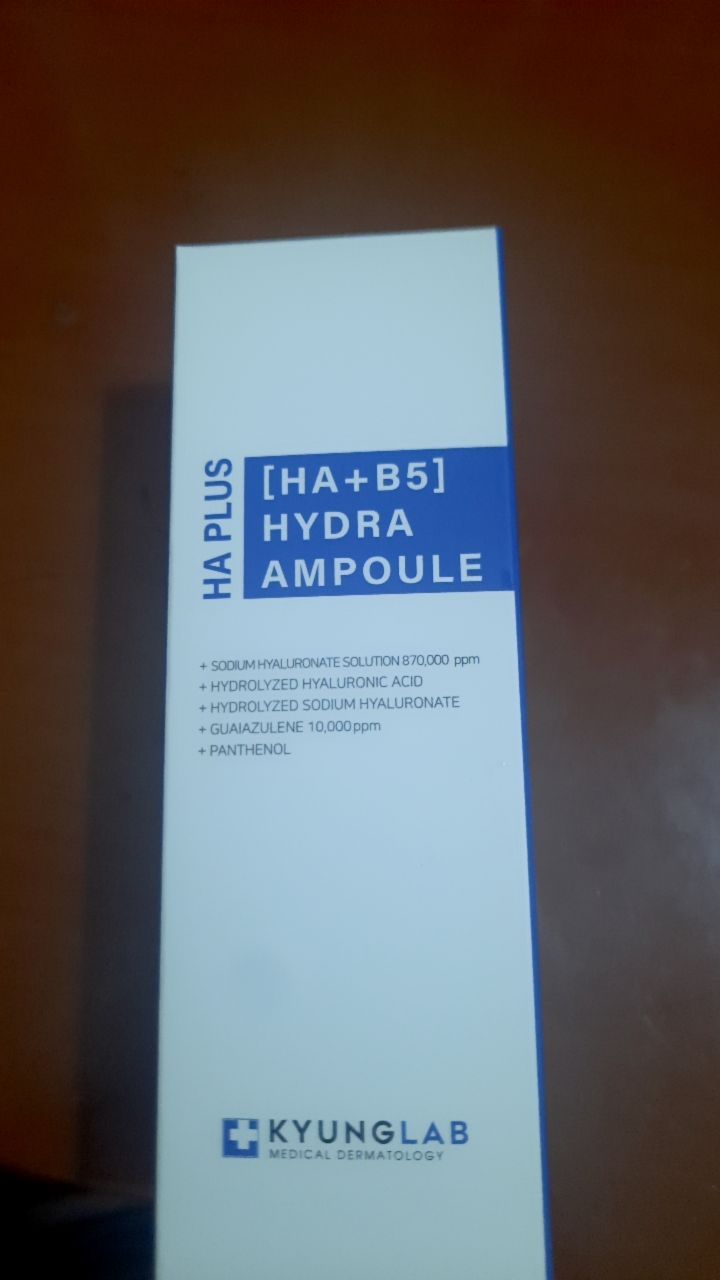 HA PLUS
[HA+B5]
HYDRA
AMPOULE
+ SODIUM HYALURONATE SOLUTION 870,000 ppm
+ HYDROLYZED HYALURONIC ACID
+ HYDROLYZED SODIUM HYALURONATE
+ GUAIAZULENE 10,000ppm
+ PANTHENOL
KYUNGLAB
MEDICAL DERMATOLOGY